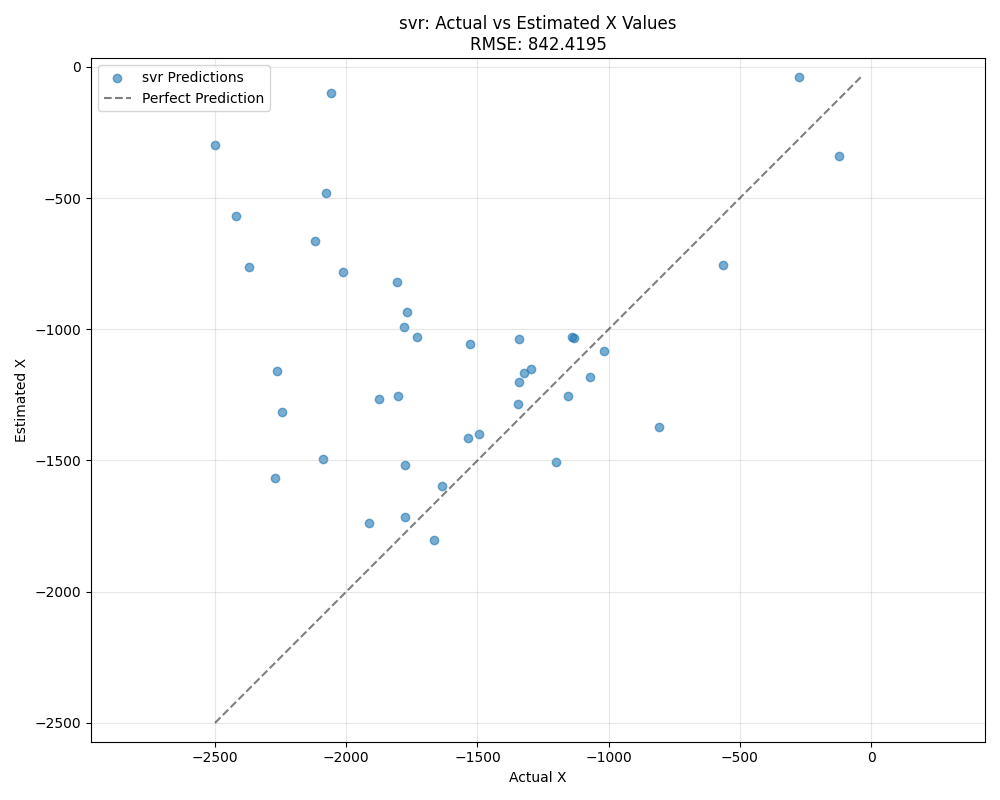 svr: Actual vs Estimated X Values
RMSE: 842.4195
svr Predictions
Perfect Prediction
0
−500
−1000
−1500
−2000
−2500
Estimated X
−2500
−2000
−1500
−1000
−500
0
Actual X